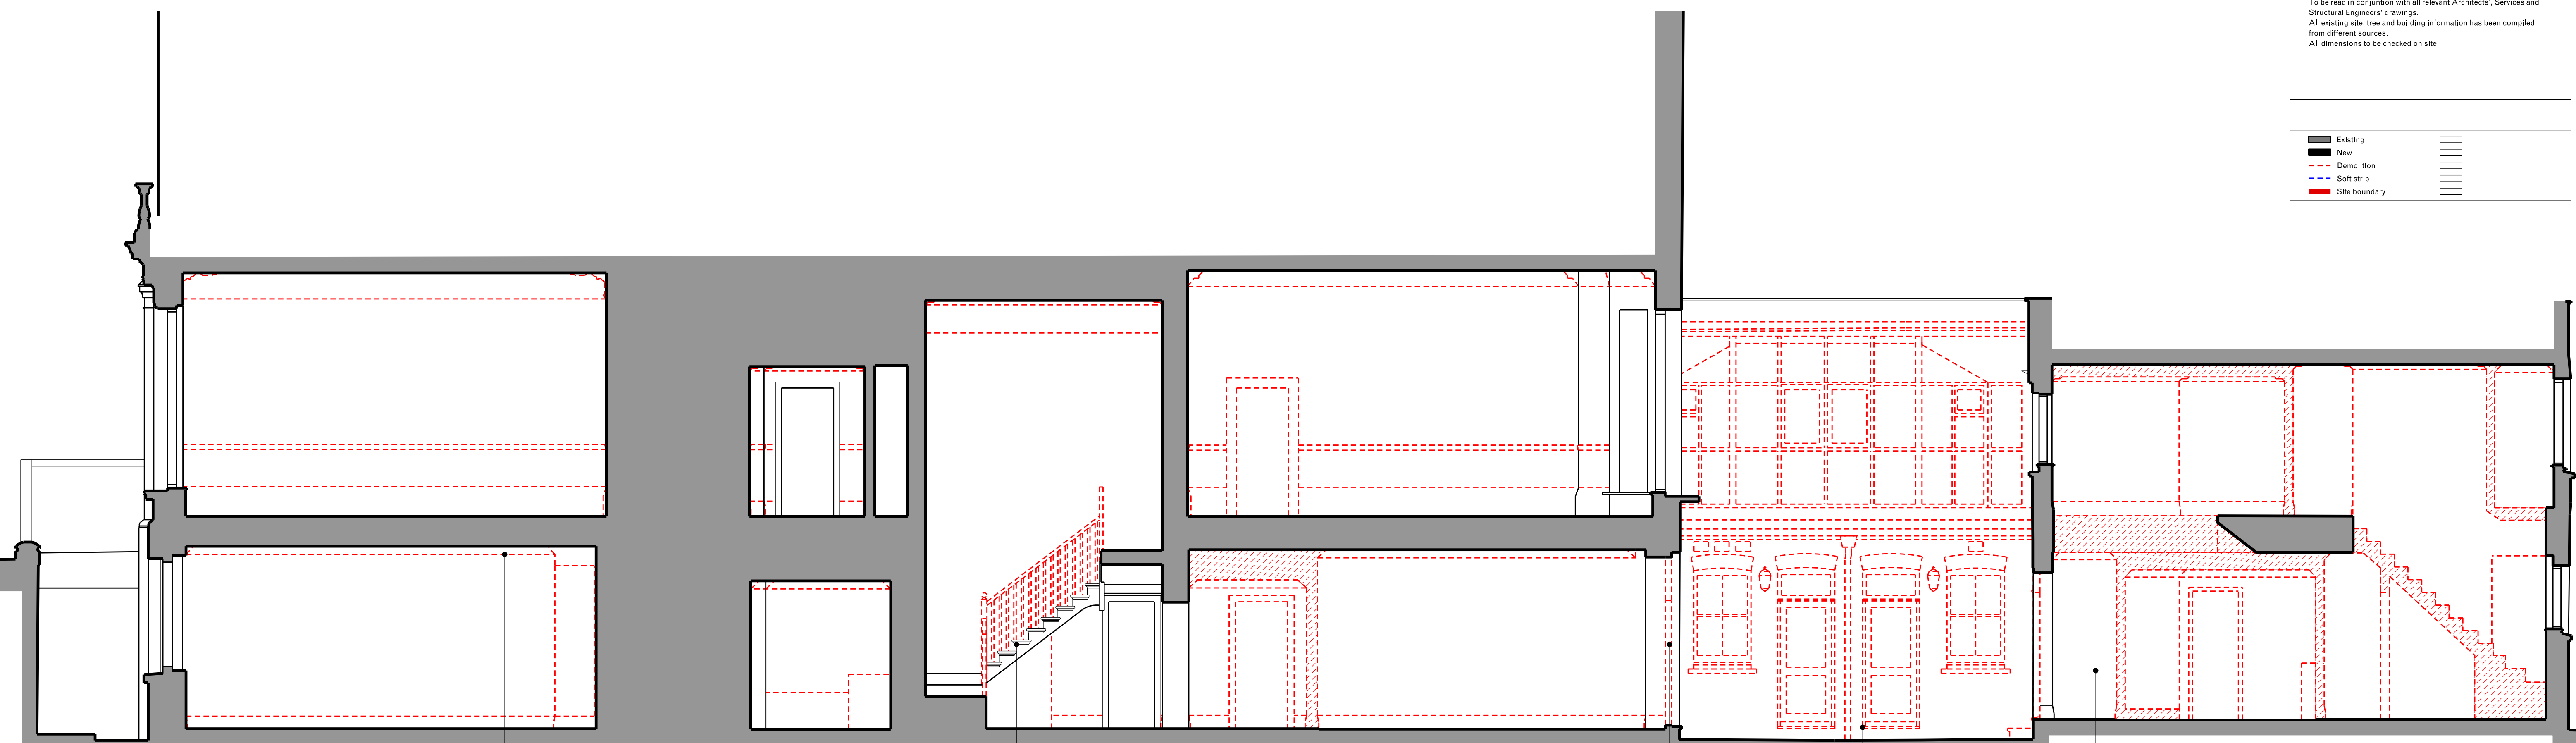 To be read in conjuntion with all relevant Architects', Services and
Structural Engineers' drawings.
All existing site, tree and building information has been compiled
from different sources.
All dimensions to be checked on site.
Existing
New
Demolition
Soft strip
Site boundary